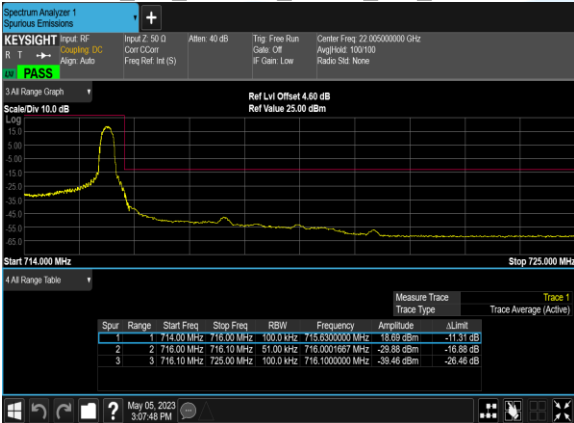 Spectrum Analyzer 1
Spurious Emissions
KEYSIGHT Input: RF Input Z: 50 Ω Atten: 40 dB Trig: Free Run Center Freq: 22.005000000 GHz
R T Coupling: DC Corr CCorr Gate: Off Avg|Hold: 100/100
Align: Auto Freq Ref: Int (S) IF Gain: Low Radio Std: None
LW PASS
3 All Range Graph
Ref Lvl Offset 4.60 dB
Scale/Div 10.0 dB Ref Value 25.00 dBm
Log
15.0
5.00
-5.00
-15.0
-25.0
-35.0
-45.0
-55.0
-65.0
Start 714.000 MHz Stop 725.000 MHz
4 All Range Table
Measure Trace Trace 1
Trace Type Trace Average (Active)
Spur Range Start Freq Stop Freq RBW Frequency Amplitude ΔLimit
1 1 714.00 MHz 716.00 MHz 100.0 kHz 715.6300000 MHz 18.69 dBm -11.31 dB
2 2 716.00 MHz 716.10 MHz 51.00 kHz 716.0001667 MHz -29.88 dBm -16.88 dB
3 3 716.10 MHz 725.00 MHz 100.0 kHz 716.1000000 MHz -39.46 dBm -26.46 dB
May 05, 2023
3:07:48 PM